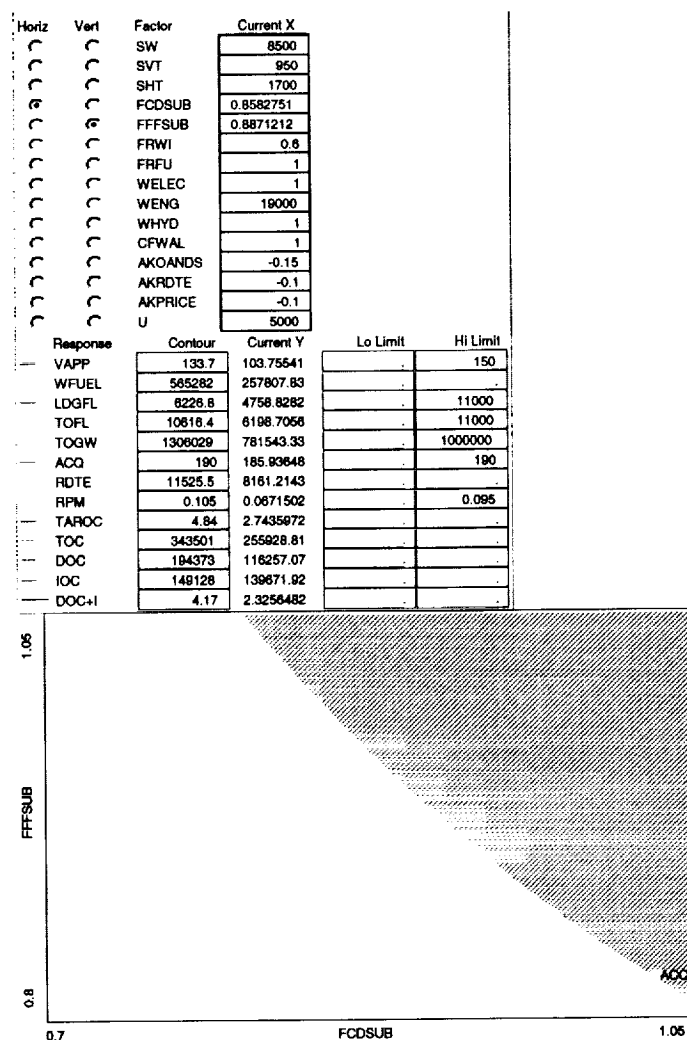 Horiz Vert Factor Current X
SW 8500
SVT 950
SHT 1700
FCDSUB 0.8582751
FFFSUB 0.8871212
FRWI 0.6
FRFU 1
WELEC 1
WENG 19000
WHYD 1
CFWAL 1
AKOANDS -0.15
AKRDTE -0.1
AKPRICE -0.1
U 5000
Response Contour Current Y Lo Limit Hi Limit
VAPP 133.7 103.75541 . 150
WFUEL 565282 257807.83 . .
LDGFL 6226.8 4758.8282 . 11000
TOFL 10616.4 6198.7056 . 11000
TOGW 1306029 781543.33 . 1000000
ACQ 190 185.93648 . 190
RDTE 11525.5 8161.2143 . .
RPM 0.105 0.0671502 . 0.095
TAROC 4.84 2.7435972 . .
TOC 343501 255928.81 . .
DOC 194373 116257.07 . .
IOC 149128 139671.92 . .
DOC+I 4.17 2.3256482 . .
1.05
FFFSUB
0.8
ACQ
0.7 FCDSUB 1.05